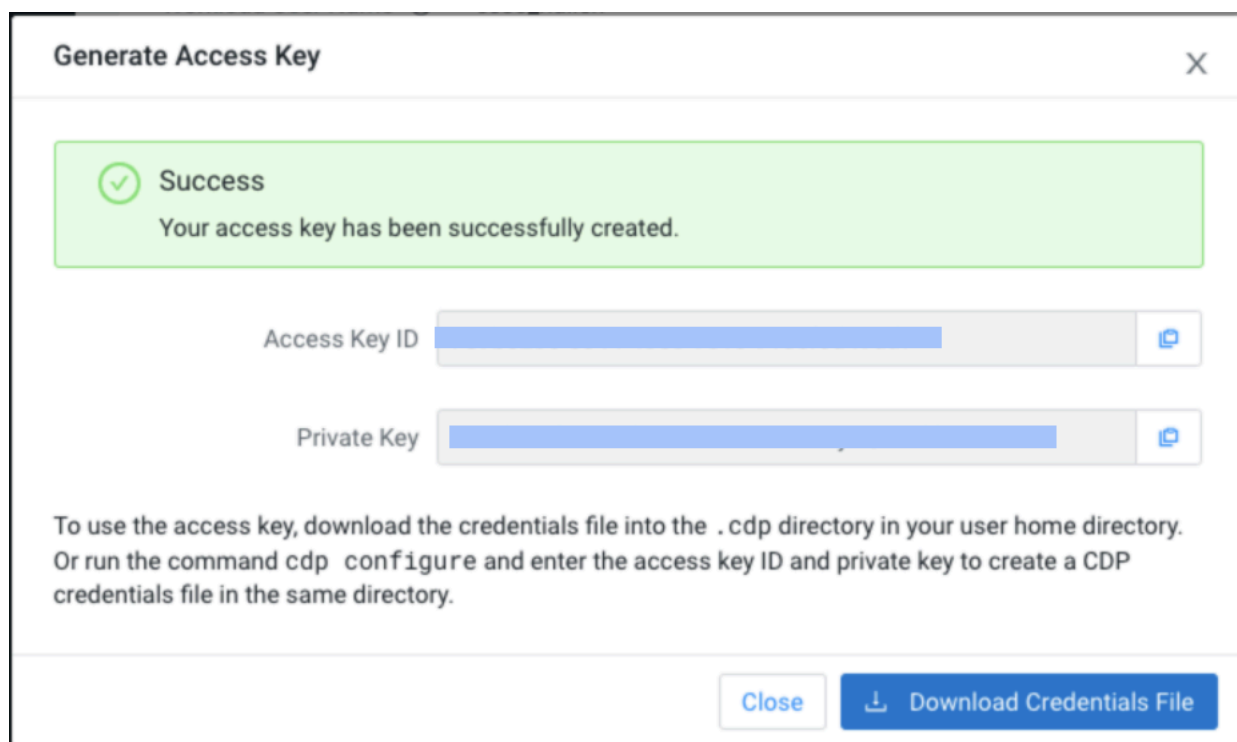 Generate Access Key
Success
Your access key has been successfully created.
Access Key ID
Private Key
To use the access key, download the credentials file into the .cdp directory in your user home directory.
Or run the command cdp configure and enter the access key ID and private key to create a CDP
credentials file in the same directory.
Close
Download Credentials File